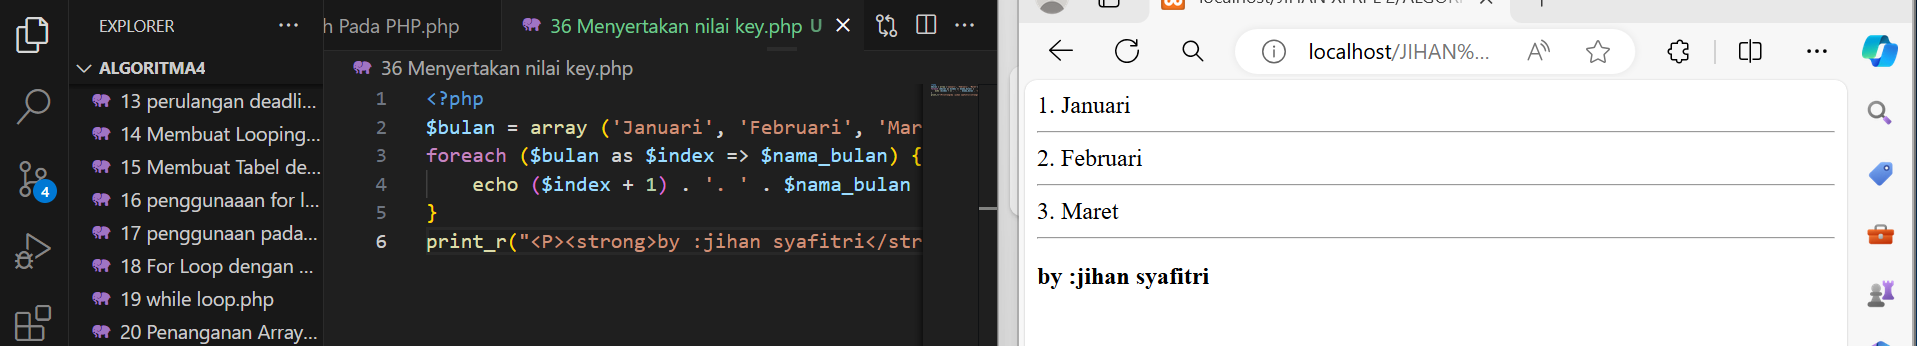 EXPLORER
ALGORITMA4
13 perulangan deadli...
14 Membuat Looping...
15 Membuat Tabel de...
16 penggunaaan for l...
17 penggunaan pada...
18 For Loop dengan ...
19 while loop.php
20 Penanganan Array...
4
h Pada PHP.php
36 Menyertakan nilai key.php U
36 Menyertakan nilai key.php
1 <?php
2 $bulan = array ('Januari', 'Februari', 'Mar
3 foreach ($bulan as $index => $nama_bulan) {
4 echo ($index + 1) . '. ' . $nama_bulan
5 }
6 print_r("<P><strong>by :jihan syafitri</str
localhost/JIHAN%...
1. Januari
2. Februari
3. Maret
by :jihan syafitri